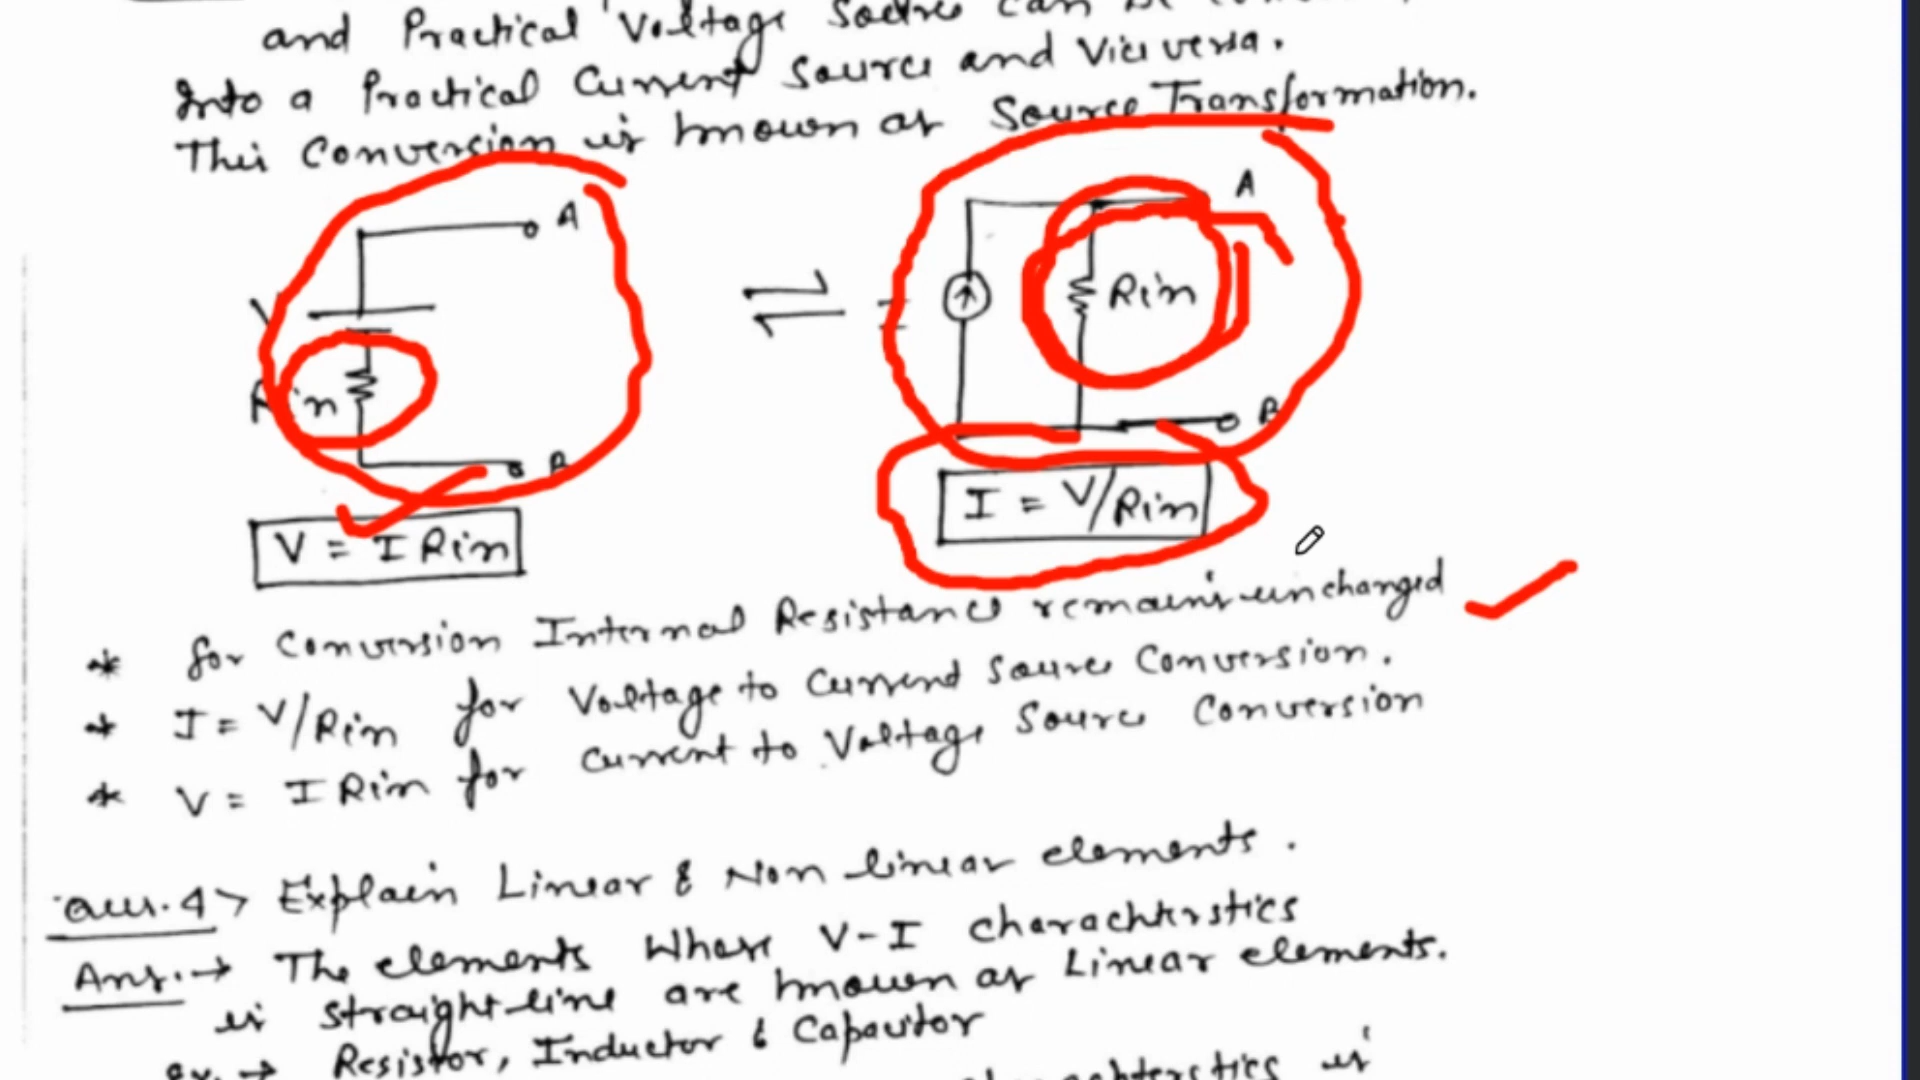 and Practical Voltage Source can be
Into a Practical Current Source and Vice versa.
This Conversion is known as Source Transformation.
A
A
V
Rin
Rin
B
B
V = I Rin
I = V/Rin
* for Conversion Internal Resistance remains unchanged
* I = V/Rin for Voltage to Current Source Conversion.
* V = I Rin for Current to Voltage Source Conversion
Que. 4> Explain Linear & Non linear elements.
Ans. → The elements Whose V-I charachterstics
is straight line are known as Linear elements.
Ex. → Resistor, Inductor & Capacitor
is